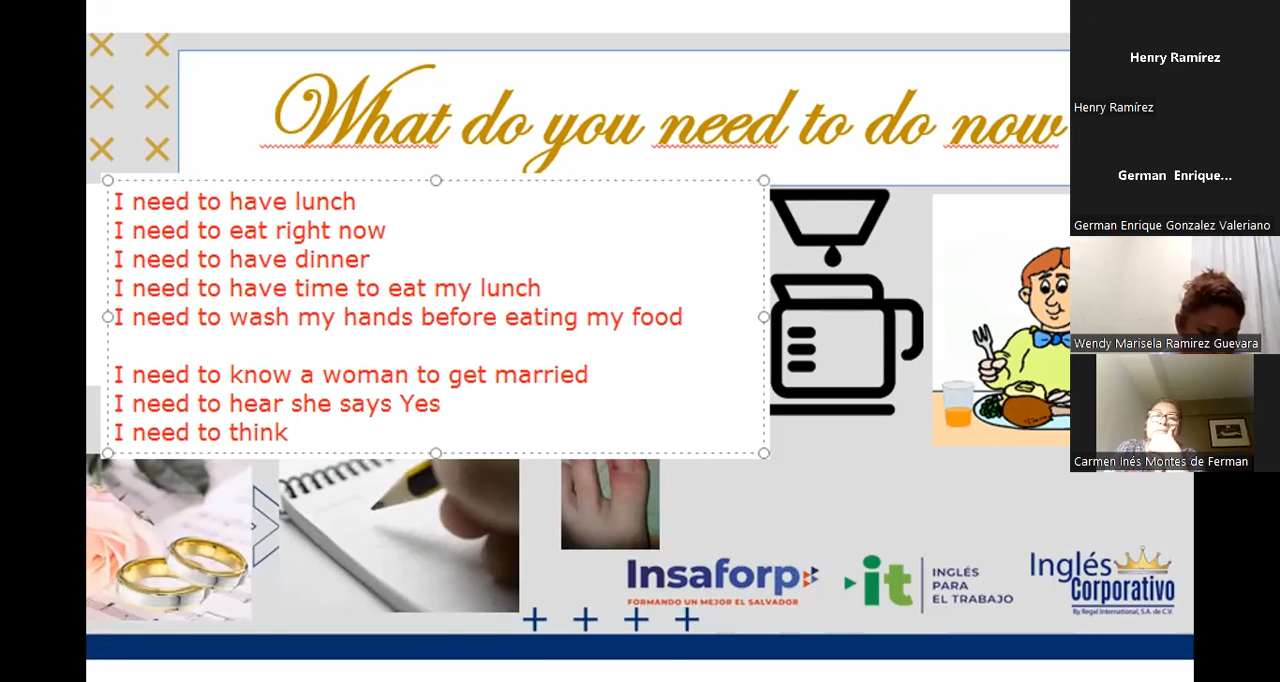 What do you need to do now
I need to have lunch
I need to eat right now
I need to have dinner
I need to have time to eat my lunch
I need to wash my hands before eating my food
I need to know a woman to get married
I need to hear she says Yes
I need to think
Insaforp
FORMANDO UN MEJOR EL SALVADOR
it
INGLÉS
PARA
EL TRABAJO
Inglés
Corporativo
By Regal International, S.A. de C.V.
Henry Ramírez
Henry Ramírez
German Enrique...
German Enrique Gonzalez Valeriano
Wendy Marisela Ramirez Guevara
Carmen Inés Montes de Ferman